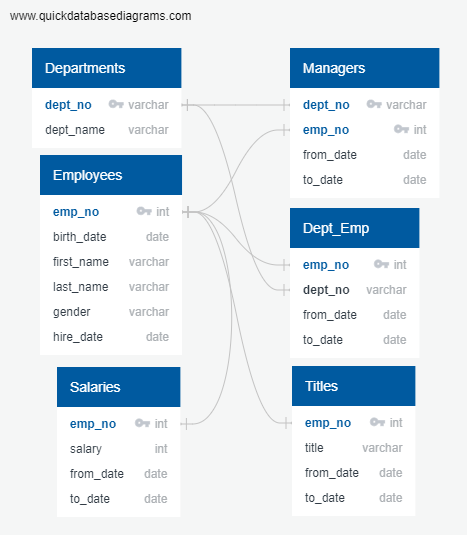 www.quickdatabasediagrams.com
Departments
dept_no varchar
dept_name varchar
Employees
emp_no int
birth_date date
first_name varchar
last_name varchar
gender varchar
hire_date date
Salaries
emp_no int
salary int
from_date date
to_date date
Managers
dept_no varchar
emp_no int
from_date date
to_date date
Dept_Emp
emp_no int
dept_no varchar
from_date date
to_date date
Titles
emp_no int
title varchar
from_date date
to_date date